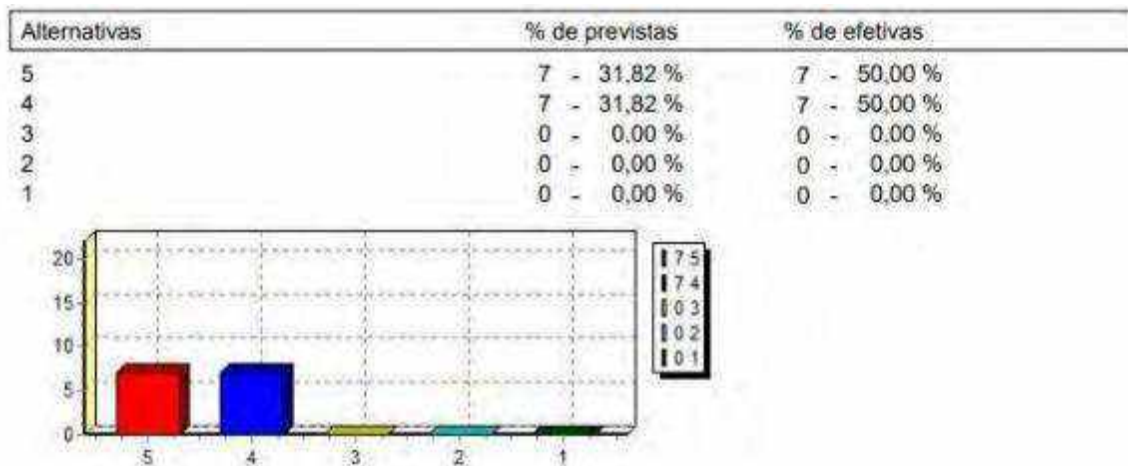 Alternativas % de previstas % de efetivas
5 7 - 31,82 % 7 - 50,00 %
4 7 - 31,82 % 7 - 50,00 %
3 0 - 0,00 % 0 - 0,00 %
2 0 - 0,00 % 0 - 0,00 %
1 0 - 0,00 % 0 - 0,00 %
20
15
10
5
0
5 4 3 2 1
7 5
7 4
0 3
0 2
0 1